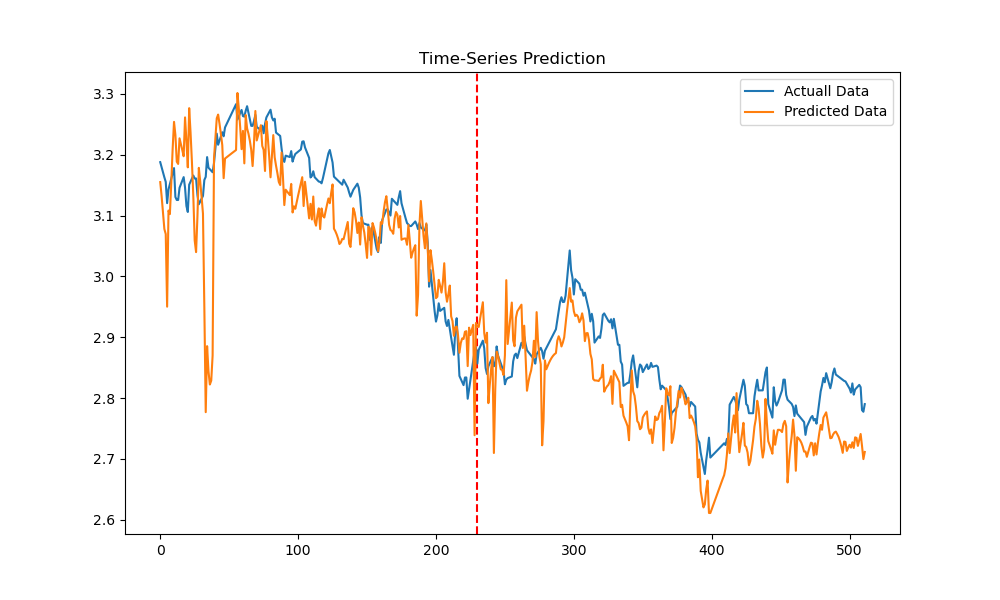 Time-Series Prediction
Actuall Data
Predicted Data
3.3
3.2
3.1
3.0
2.9
2.8
2.7
2.6
0 100 200 300 400 500